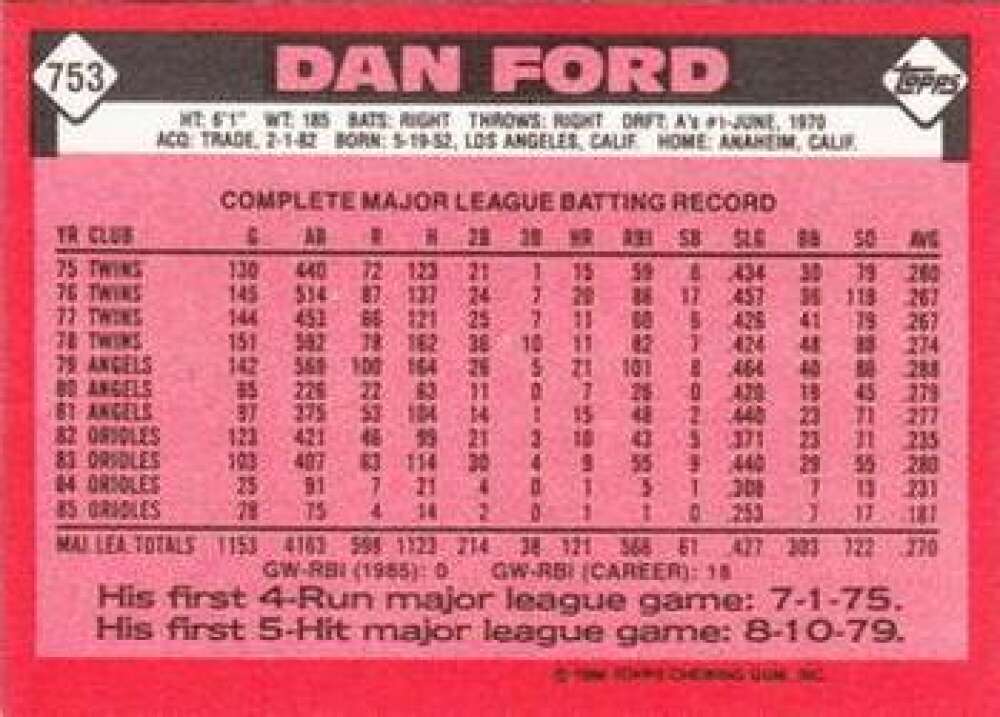 753 DAN FORD TOPPS
HT: 6'1" WT: 185 BATS: RIGHT THROWS: RIGHT DRFT: A's #1-JUNE, 1970
ACQ: TRADE, 2-1-82 BORN: 5-19-52, LOS ANGELES, CALIF. HOME: ANAHEIM, CALIF.
COMPLETE MAJOR LEAGUE BATTING RECORD
YR CLUB G AB R H 2B 3B HR RBI SB SLG BB SO AVG
75 TWINS 130 440 72 123 21 1 15 59 6 .434 30 79 .280
76 TWINS 145 514 87 137 24 7 20 86 17 .457 36 118 .267
77 TWINS 144 453 66 121 25 7 11 60 6 .426 41 79 .267
78 TWINS 151 592 78 162 36 10 11 82 7 .424 48 88 .274
79 ANGELS 142 569 100 164 26 5 21 101 8 .464 40 86 .288
80 ANGELS 65 226 22 63 11 0 7 26 0 .420 19 45 .279
81 ANGELS 97 375 53 104 14 1 15 48 2 .440 23 71 .277
82 ORIOLES 123 421 46 99 21 3 10 43 5 .371 23 71 .235
83 ORIOLES 103 407 63 114 30 4 9 55 9 .440 29 55 .280
84 ORIOLES 25 91 7 21 4 0 1 5 1 .308 7 13 .231
85 ORIOLES 28 75 4 14 2 0 1 1 0 .253 7 17 .187
MAJ. LEA. TOTALS 1153 4163 598 1123 214 38 121 566 61 .427 303 722 .270
GW-RBI (1985): 0 GW-RBI (CAREER): 18
His first 4-Run major league game: 7-1-75.
His first 5-Hit major league game: 8-10-79.
© 1986 TOPPS CHEWING GUM, INC.